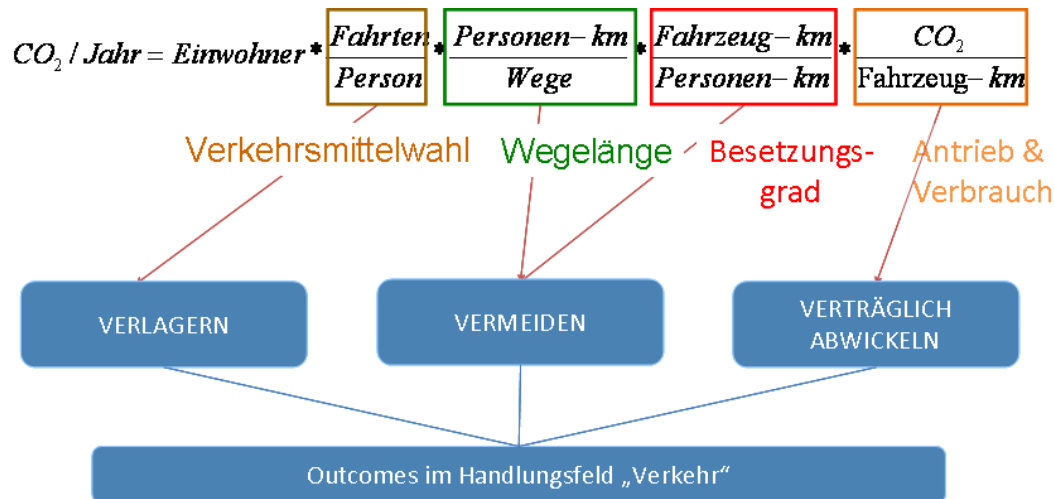 CO₂ / Jahr = Einwohner * Fahrten/Person * Personen–km/Wege * Fahrzeug–km/Personen–km * CO₂/Fahrzeug–km
Verkehrsmittelwahl
Wegelänge
Besetzungs-
grad
Antrieb &
Verbrauch
VERLAGERN
VERMEIDEN
VERTRÄGLICH
ABWICKELN
Outcomes im Handlungsfeld „Verkehr“